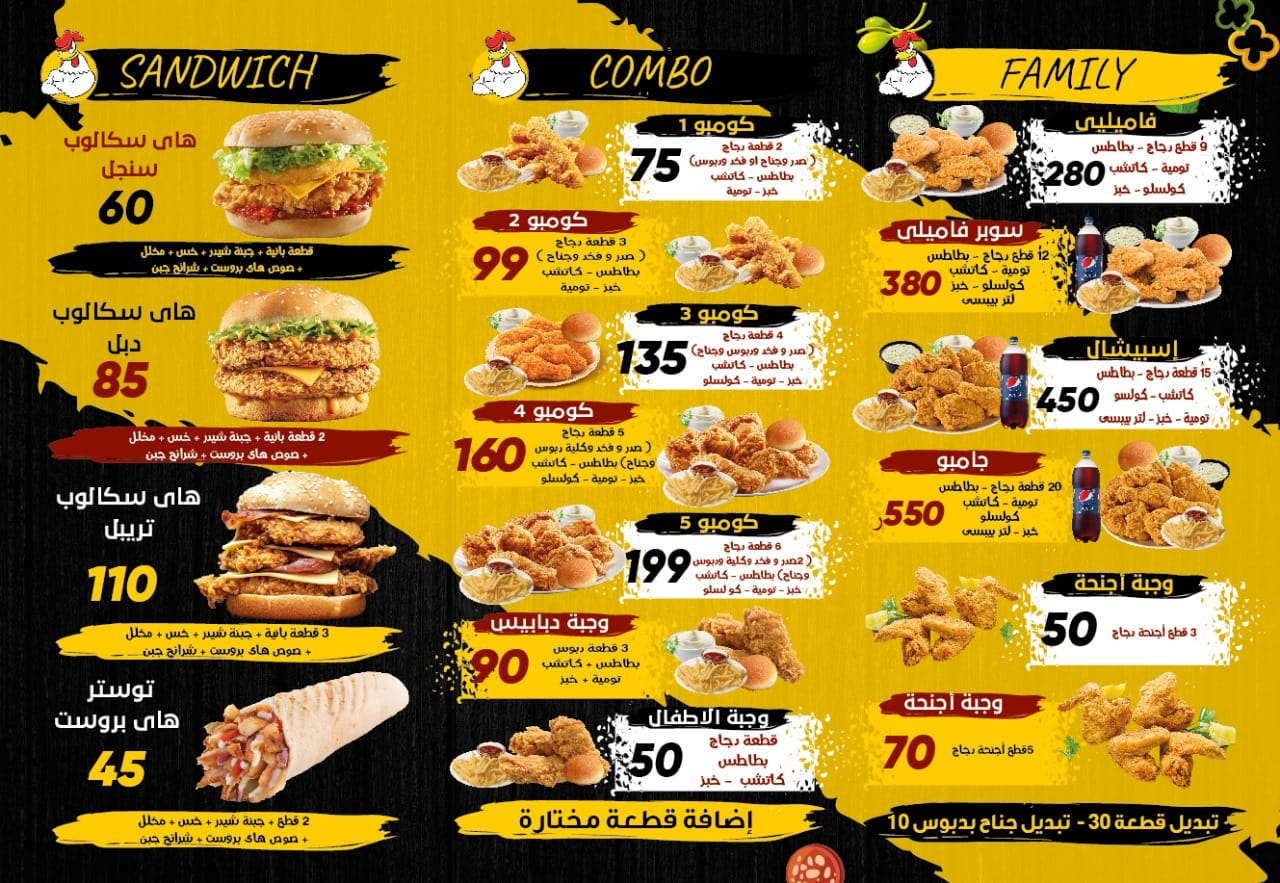 SANDWICH
هاى سكالوب
سنجل
60
قطعة بانية + جبنة شيدر + خس + مخلل
+ صوص هاى بروست + شرائح جبن
هاى سكالوب
دبل
85
2 قطعة بانية + جبنة شيدر + خس + مخلل
+ صوص هاى بروست + شرائح جبن
هاى سكالوب
تريبل
110
3 قطعة بانية + جبنة شيدر + خس + مخلل
+ صوص هاى بروست + شرائح جبن
توستر
هاى بروست
45
2 قطع + جبنة شيدر + خس + مخلل
+ صوص هاى بروست + شرائح جبن
COMBO
كومبو 1
2 قطعة دجاج
( صدر وجناح او فخد ودبوس)
بطاطس - كاتشب
خبز - تومية
75
كومبو 2
3 قطعة دجاج
( صدر و فخد وجناح )
بطاطس - كاتشب
خبز - تومية
99
كومبو 3
4 قطعة دجاج
( صدر و فخد ودبوس وجناح)
بطاطس - كاتشب
خبز - تومية - كولسلو
135
كومبو 4
5 قطعة دجاج
( صدر و فخد وكلية دبوس
وجناح) بطاطس - كاتشب
خبز - تومية - كولسلو
160
كومبو 5
6 قطعة دجاج
( 2صدر و فخد وكلية ودبوس
وجناح) بطاطس - كاتشب
خبز - تومية - كولسلو
199
وجبة دبابيس
3 قطعة دبوس
بطاطس + كاتشب
تومية + خبز
90
وجبة الاطفال
قطعة دجاج
بطاطس
كاتشب - خبز
50
إضافة قطعة مختارة
FAMILY
فاميليى
9 قطع دجاج - بطاطس
تومية - كاتشب
كولسلو - خبز
280
سوبر فاميلى
12 قطع دجاج - بطاطس
تومية - كاتشب
كولسلو - خبز
لتر بيبسى
380
إسبيشال
15 قطعة دجاج - بطاطس
كاتشب - كولسو
تومية - خبز - لتر بيبسى
450
جامبو
20 قطعة دجاج - بطاطس
تومية - كاتشب
كولسلو
خبز - لتر بيبسى
550
وجبة أجنحة
3 قطع أجنحة دجاج
50
وجبة أجنحة
5قطع أجنحة دجاج
70
- تبديل قطعة 30 - تبديل جناح بدبوس 10